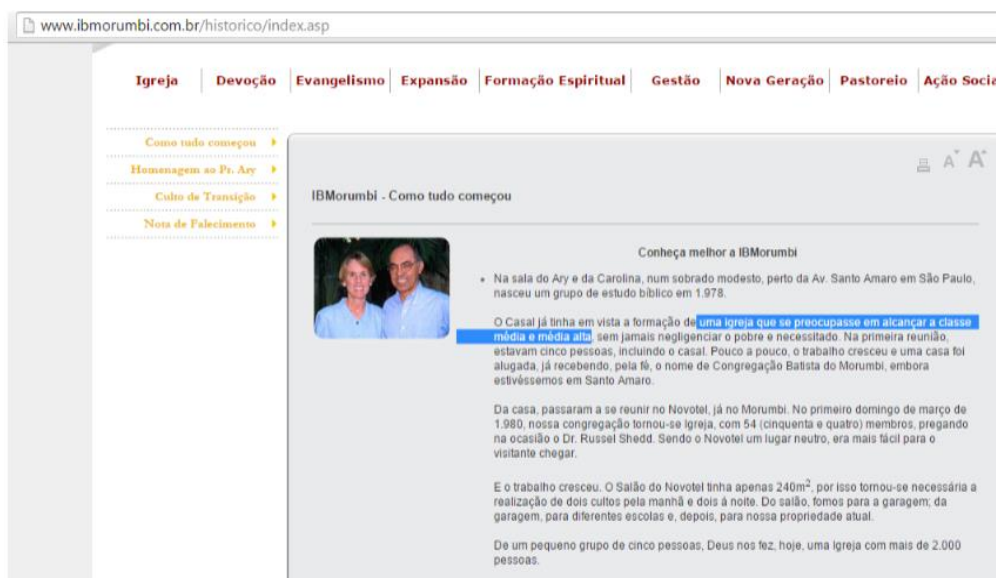 www.ibmorumbi.com.br/historico/index.asp
Igreja Devoção Evangelismo Expansão Formação Espiritual Gestão Nova Geração Pastoreio Ação Socia
Como tudo começou
Homenagem ao Pr. Ary
Culto de Transição
Nota de Falecimento
A A
IBMorumbi - Como tudo começou
Conheça melhor a IBMorumbi
• Na sala do Ary e da Carolina, num sobrado modesto, perto da Av. Santo Amaro em São Paulo,
nasceu um grupo de estudo bíblico em 1.978.
O Casal já tinha em vista a formação de uma igreja que se preocupasse em alcançar a classe
média e média alta, sem jamais negligenciar o pobre e necessitado. Na primeira reunião,
estavam cinco pessoas, incluindo o casal. Pouco a pouco, o trabalho cresceu e uma casa foi
alugada, já recebendo, pela fé, o nome de Congregação Batista do Morumbi, embora
estivéssemos em Santo Amaro.
Da casa, passaram a se reunir no Novotel, já no Morumbi. No primeiro domingo de março de
1.980, nossa congregação tornou-se Igreja, com 54 (cinquenta e quatro) membros, pregando
na ocasião o Dr. Russel Shedd. Sendo o Novotel um lugar neutro, era mais fácil para o
visitante chegar.
E o trabalho cresceu. O Salão do Novotel tinha apenas 240m², por isso tornou-se necessária a
realização de dois cultos pela manhã e dois à noite. Do salão, fomos para a garagem; da
garagem, para diferentes escolas e, depois, para nossa propriedade atual.
De um pequeno grupo de cinco pessoas, Deus nos fez, hoje, uma Igreja com mais de 2.000
pessoas.